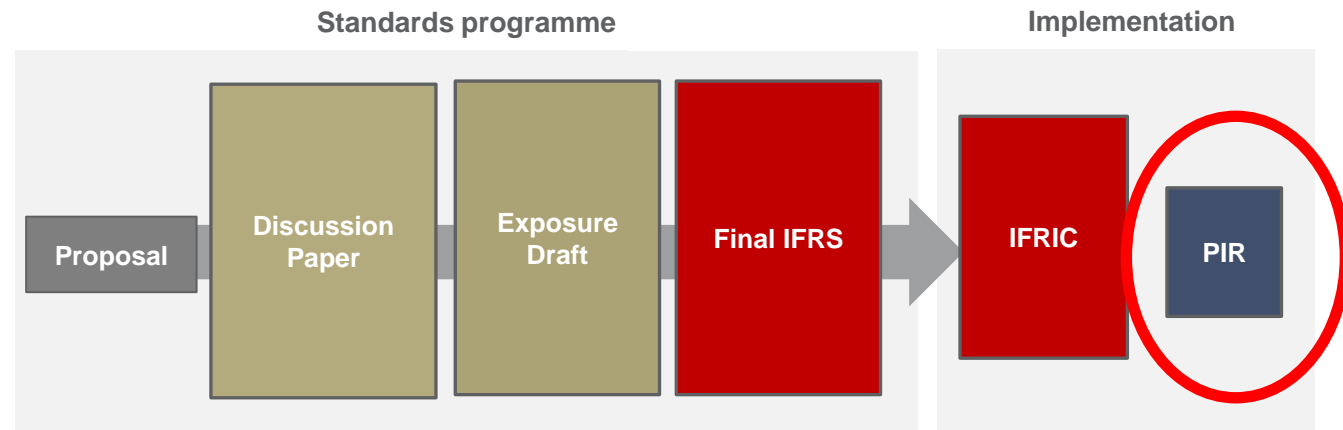 Standards programme
Implementation
Proposal
Discussion
Paper
Exposure
Draft
Final IFRS
IFRIC
PIR